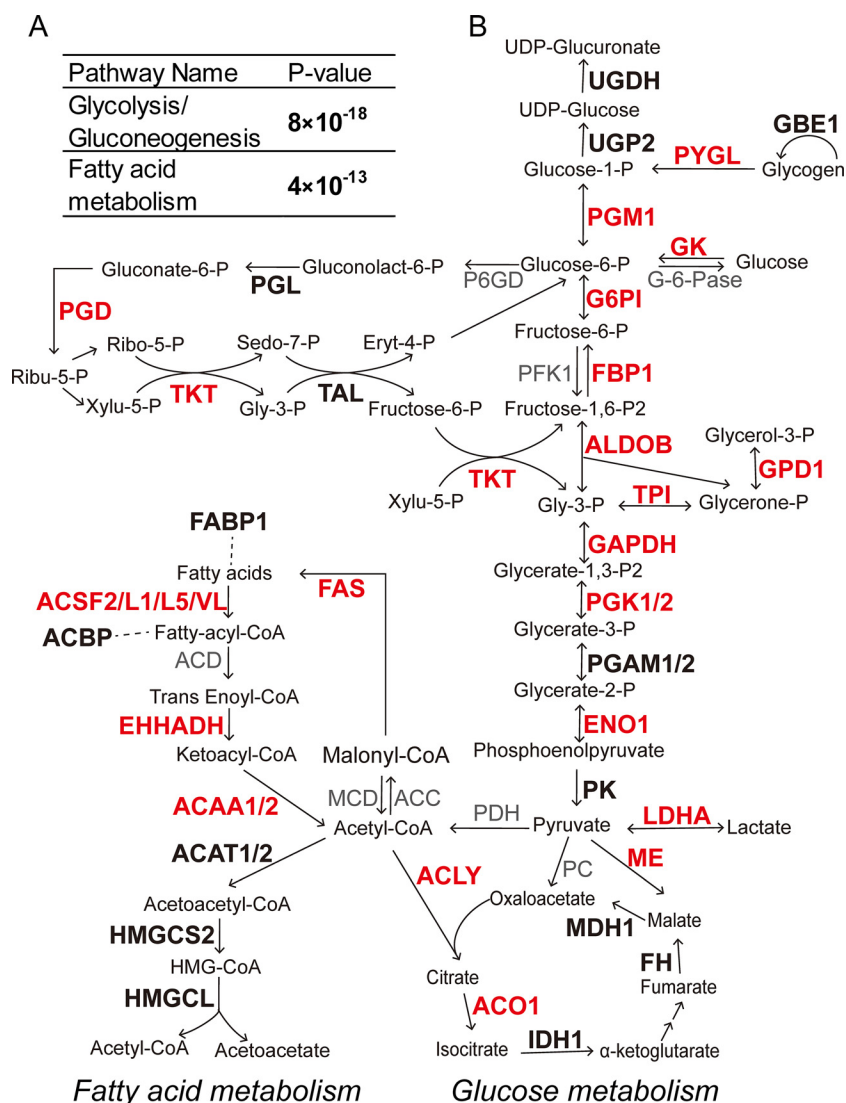 A
Pathway Name P-value
Glycolysis/
Gluconeogenesis 8×10-18
Fatty acid
metabolism 4×10-13
B
UDP-Glucuronate
UGDH
UDP-Glucose
UGP2
GBE1
Glucose-1-P
PYGL
Glycogen
PGM1
Gluconate-6-P
PGL
Gluconolact-6-P
P6GD
Glucose-6-P
GK
G-6-Pase
Glucose
PGD
G6PI
Ribu-5-P
Ribo-5-P
Xylu-5-P
TKT
Sedo-7-P
Gly-3-P
TAL
Eryt-4-P
Fructose-6-P
Fructose-6-P
PFK1
FBP1
Fructose-1,6-P2
ALDOB
Glycerol-3-P
GPD1
Xylu-5-P
TKT
Gly-3-P
TPI
Glycerone-P
GAPDH
Glycerate-1,3-P2
PGK1/2
Glycerate-3-P
PGAM1/2
Glycerate-2-P
ENO1
Phosphoenolpyruvate
PK
FABP1
Fatty acids
FAS
ACSF2/L1/L5/VL
ACBP
Fatty-acyl-CoA
ACD
Trans Enoyl-CoA
EHHADH
Ketoacyl-CoA
Malonyl-CoA
ACAA1/2
MCD
ACC
Acetyl-CoA
PDH
Pyruvate
LDHA
Lactate
ACAT1/2
ACLY
PC
ME
Acetoacetyl-CoA
Oxaloacetate
MDH1
Malate
HMGCS2
HMG-CoA
Citrate
FH
Fumarate
HMGCL
ACO1
Acetyl-CoA
Acetoacetate
Isocitrate
IDH1
α-ketoglutarate
Fatty acid metabolism
Glucose metabolism